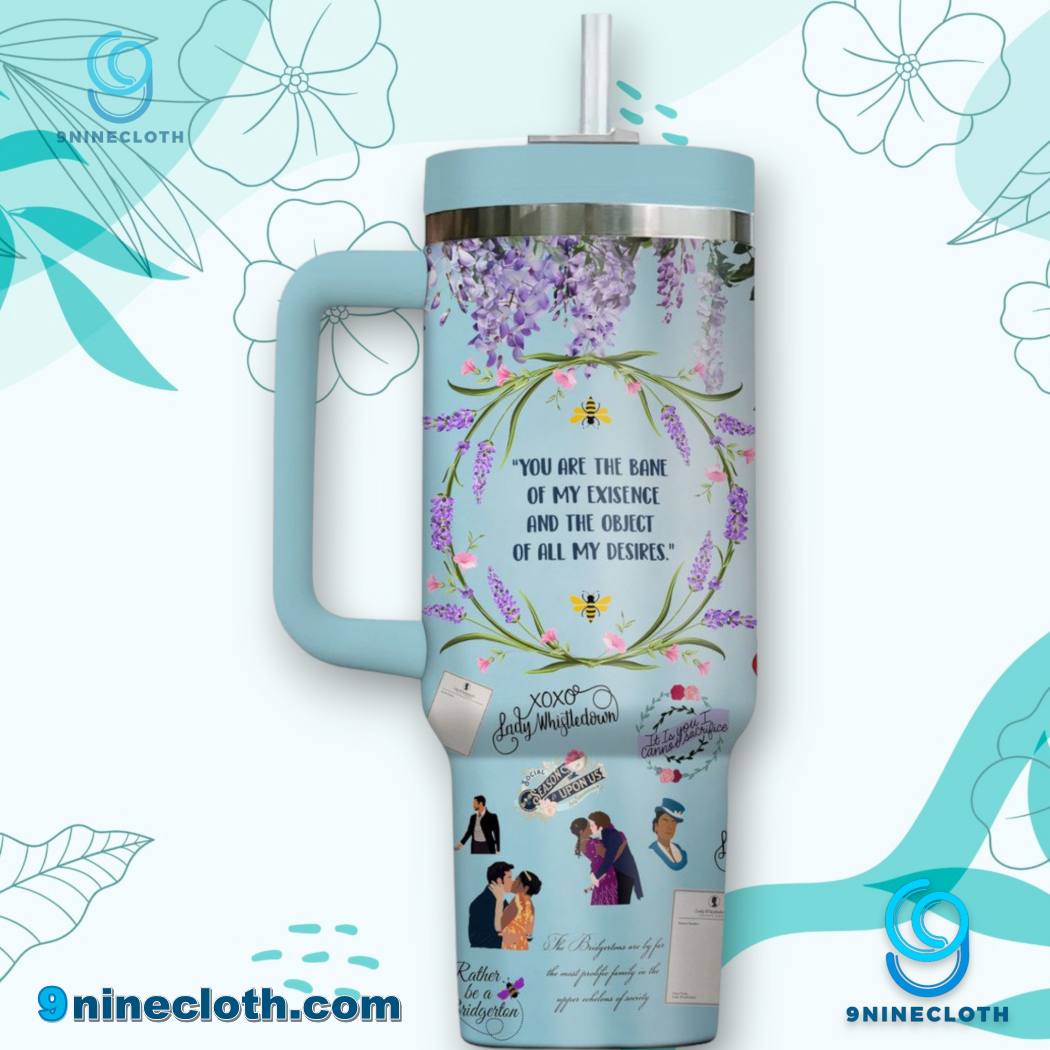 9NINECLOTH
"YOU ARE THE BANE
OF MY EXISENCE
AND THE OBJECT
OF ALL MY DESIRES."
XOXO
Lady Whistledown
It Is you I
cannot sacrifice
SOCIAL
SEASON
UPON US
The Bridgertons are by far
the most prolific family in the
upper echelons of society
Rather
be a
Bridgerton
9ninecloth.com
9NINECLOTH